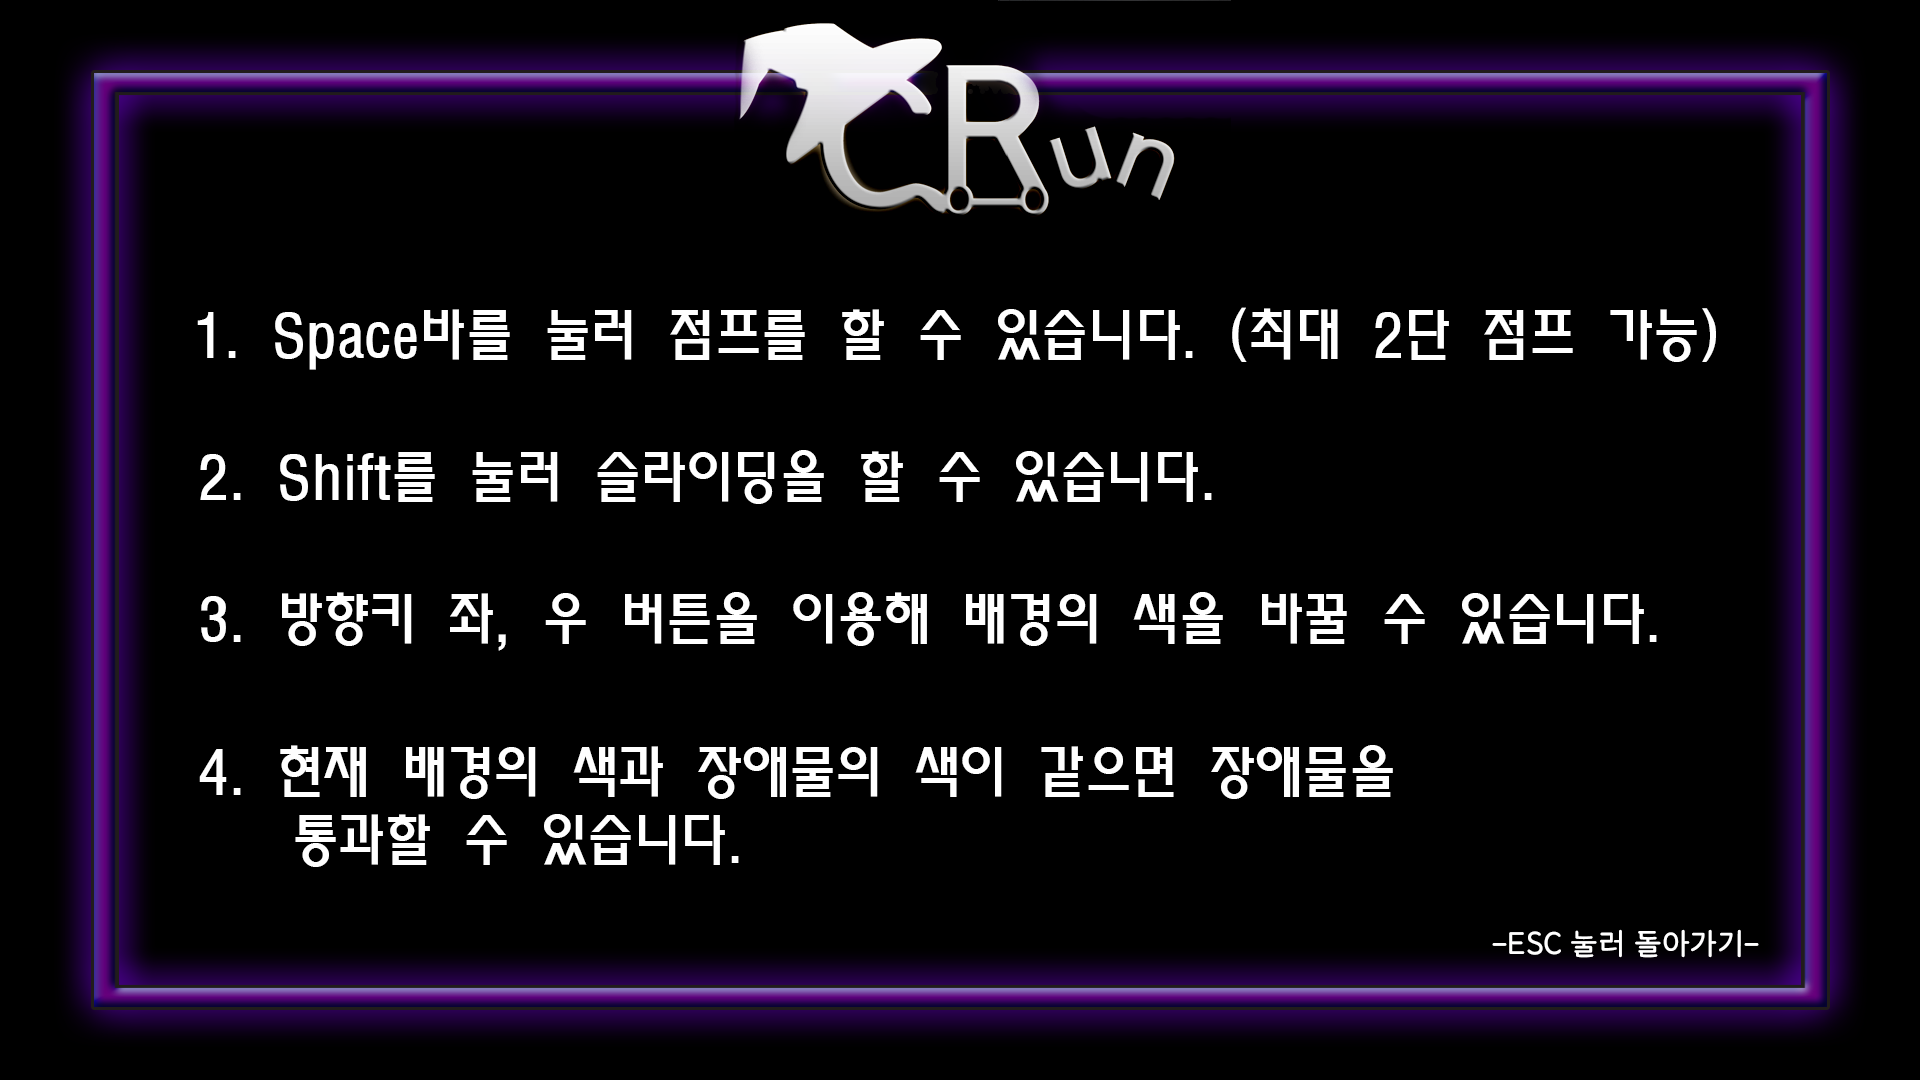 CRun
1. Space바를 눌러 점프를 할 수 있습니다. (최대 2단 점프 가능)
2. Shift를 눌러 슬라이딩을 할 수 있습니다.
3. 방향키 좌, 우 버튼을 이용해 배경의 색을 바꿀 수 있습니다.
4. 현재 배경의 색과 장애물의 색이 같으면 장애물을
통과할 수 있습니다.
-ESC 눌러 돌아가기-